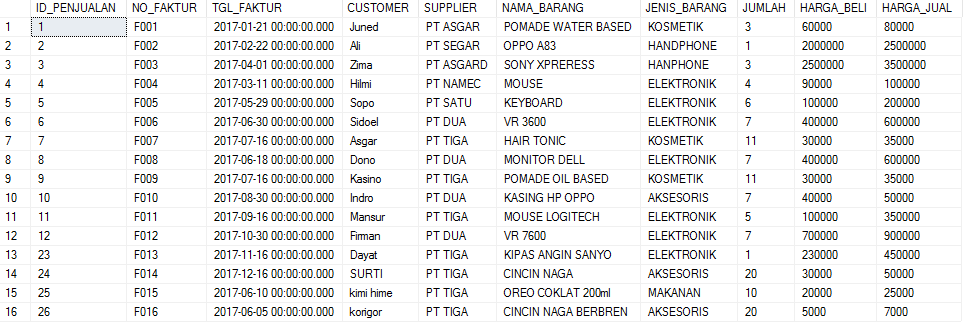 ID_PENJUALAN NO_FAKTUR TGL_FAKTUR CUSTOMER SUPPLIER NAMA_BARANG JENIS_BARANG JUMLAH HARGA_BELI HARGA_JUAL
1 1 F001 2017-01-21 00:00:00.000 Juned PT ASGAR POMADE WATER BASED KOSMETIK 3 60000 80000
2 2 F002 2017-02-22 00:00:00.000 Ali PT SEGAR OPPO A83 HANDPHONE 1 2000000 2500000
3 3 F003 2017-04-01 00:00:00.000 Zima PT ASGARD SONY XPRERESS HANPHONE 3 2500000 3500000
4 4 F004 2017-03-11 00:00:00.000 Hilmi PT NAMEC MOUSE ELEKTRONIK 4 90000 100000
5 5 F005 2017-05-29 00:00:00.000 Sopo PT SATU KEYBOARD ELEKTRONIK 6 100000 200000
6 6 F006 2017-06-30 00:00:00.000 Sidoel PT DUA VR 3600 ELEKTRONIK 7 400000 600000
7 7 F007 2017-07-16 00:00:00.000 Asgar PT TIGA HAIR TONIC KOSMETIK 11 30000 35000
8 8 F008 2017-06-18 00:00:00.000 Dono PT DUA MONITOR DELL ELEKTRONIK 7 400000 600000
9 9 F009 2017-07-16 00:00:00.000 Kasino PT TIGA POMADE OIL BASED KOSMETIK 11 30000 35000
10 10 F010 2017-08-30 00:00:00.000 Indro PT DUA KASING HP OPPO AKSESORIS 7 40000 50000
11 11 F011 2017-09-16 00:00:00.000 Mansur PT TIGA MOUSE LOGITECH ELEKTRONIK 5 100000 350000
12 12 F012 2017-10-30 00:00:00.000 Firman PT DUA VR 7600 ELEKTRONIK 7 700000 900000
13 23 F013 2017-11-16 00:00:00.000 Dayat PT TIGA KIPAS ANGIN SANYO ELEKTRONIK 1 230000 450000
14 24 F014 2017-12-16 00:00:00.000 SURTI PT TIGA CINCIN NAGA AKSESORIS 20 30000 50000
15 25 F015 2017-06-10 00:00:00.000 kimi hime PT TIGA OREO COKLAT 200ml MAKANAN 10 20000 25000
16 26 F016 2017-06-05 00:00:00.000 korigor PT TIGA CINCIN NAGA BERBREN AKSESORIS 20 5000 7000